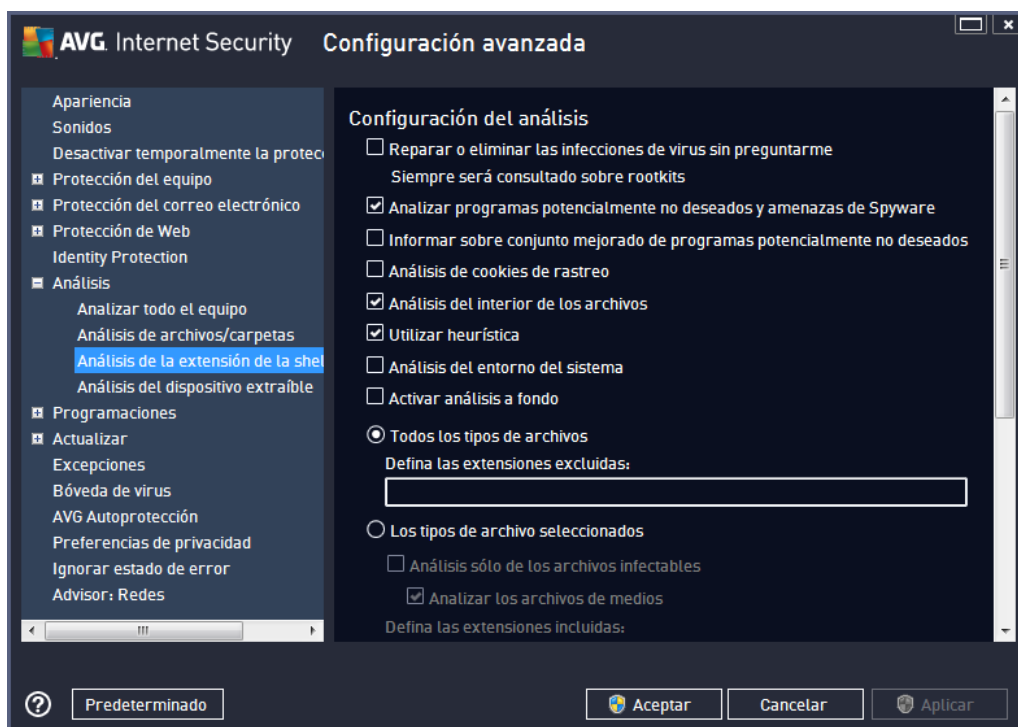 AVG. Internet Security Configuración avanzada
Apariencia
Sonidos
Desactivar temporalmente la protec
Protección del equipo
Protección del correo electrónico
Protección de Web
Identity Protection
Análisis
Analizar todo el equipo
Análisis de archivos/carpetas
Análisis de la extensión de la shel
Análisis del dispositivo extraíble
Programaciones
Actualizar
Excepciones
Bóveda de virus
AVG Autoprotección
Preferencias de privacidad
Ignorar estado de error
Advisor: Redes
Configuración del análisis
Reparar o eliminar las infecciones de virus sin preguntarme
Siempre será consultado sobre rootkits
Analizar programas potencialmente no deseados y amenazas de Spyware
Informar sobre conjunto mejorado de programas potencialmente no deseados
Análisis de cookies de rastreo
Análisis del interior de los archivos
Utilizar heurística
Análisis del entorno del sistema
Activar análisis a fondo
Todos los tipos de archivos
Defina las extensiones excluidas:
Los tipos de archivo seleccionados
Análisis sólo de los archivos infectables
Analizar los archivos de medios
Defina las extensiones incluidas:
Predeterminado
Aceptar
Cancelar
Aplicar